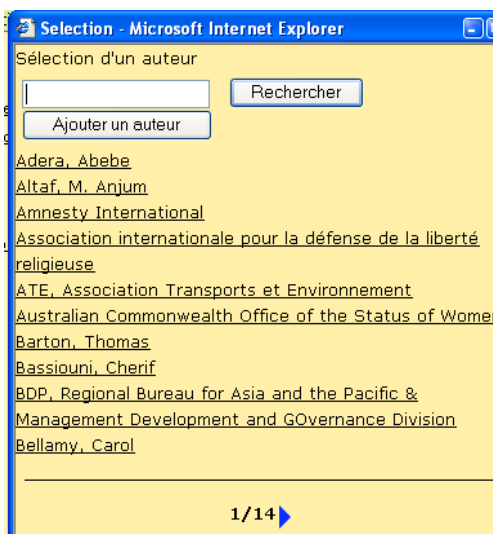 Selection - Microsoft Internet Explorer
Sélection d'un auteur
Rechercher
Ajouter un auteur
Adera, Abebe
Altaf, M. Anjum
Amnesty International
Association internationale pour la défense de la liberté
religieuse
ATE, Association Transports et Environnement
Australian Commonwealth Office of the Status of Women
Barton, Thomas
Bassiouni, Cherif
BDP, Regional Bureau for Asia and the Pacific &
Management Development and GOvernance Division
Bellamy, Carol
1/14